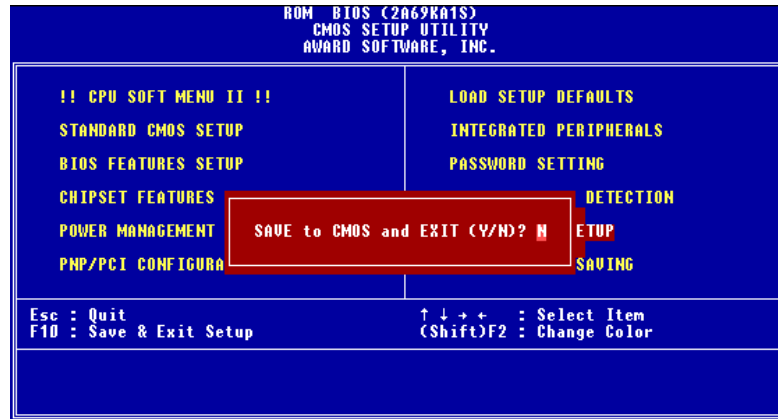 ROM BIOS (2A69KA1S)
CMOS SETUP UTILITY
AWARD SOFTWARE, INC.
!! CPU SOFT MENU II !!
STANDARD CMOS SETUP
BIOS FEATURES SETUP
CHIPSET FEATURES
POWER MANAGEMENT
PNP/PCI CONFIGURA
LOAD SETUP DEFAULTS
INTEGRATED PERIPHERALS
PASSWORD SETTING
DETECTION
ETUP
SAVING
SAVE to CMOS and EXIT (Y/N)? N
Esc : Quit
F10 : Save & Exit Setup
↑ ↓ → ← : Select Item
(Shift)F2 : Change Color